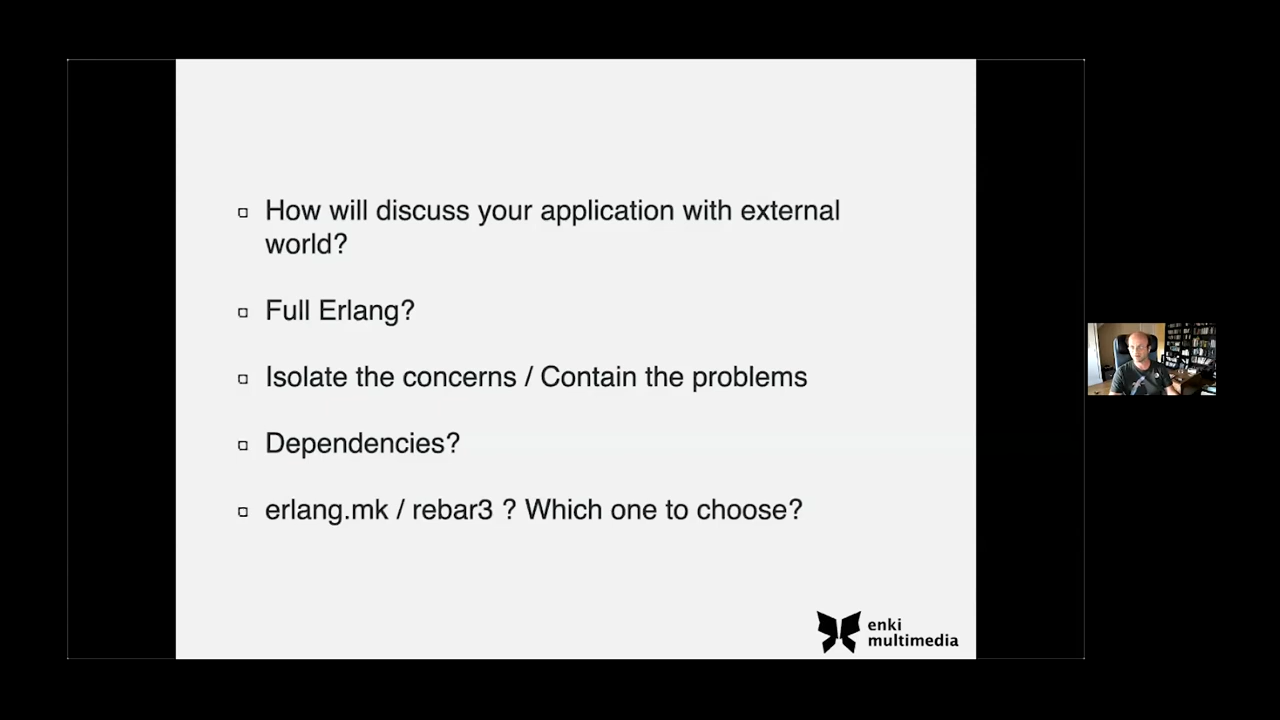 How will discuss your application with external
world?
Full Erlang?
Isolate the concerns / Contain the problems
Dependencies?
erlang.mk / rebar3 ? Which one to choose?
enki
multimedia